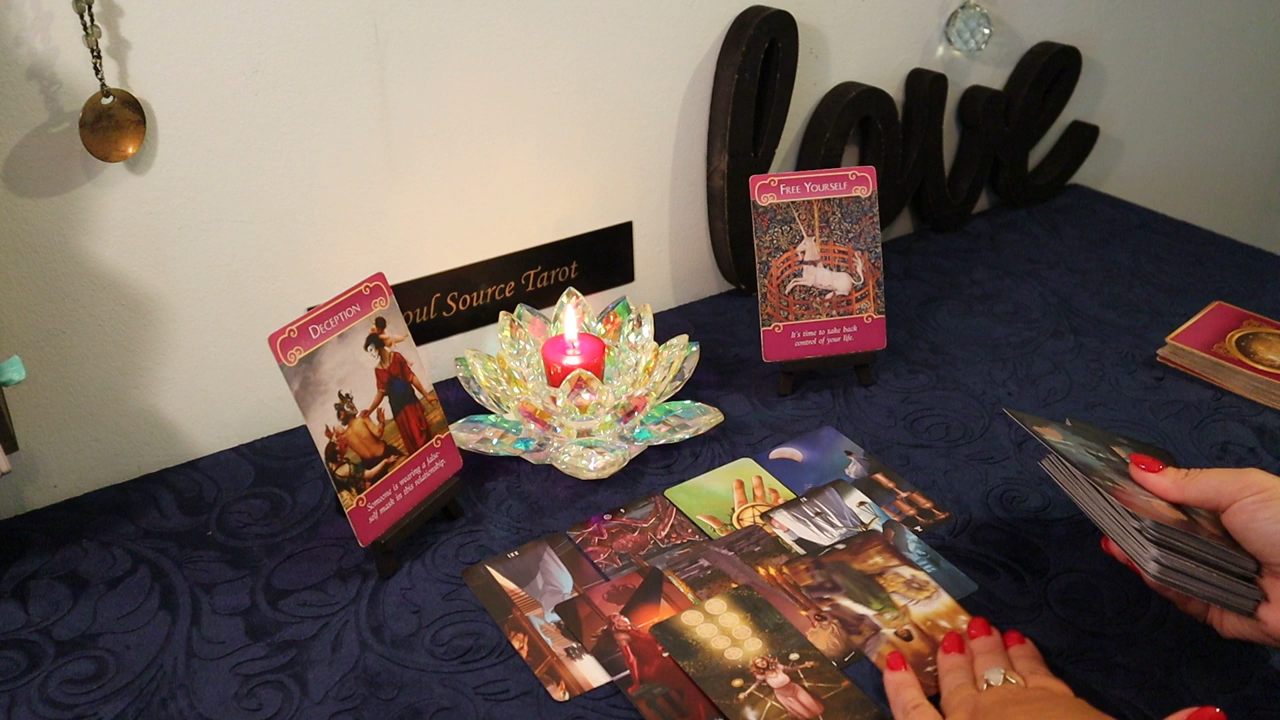 love
FREE YOURSELF
It's time to take back
control of your life.
oul Source Tarot
DECEPTION
Someone is wearing a false-
self mask in this relationship.